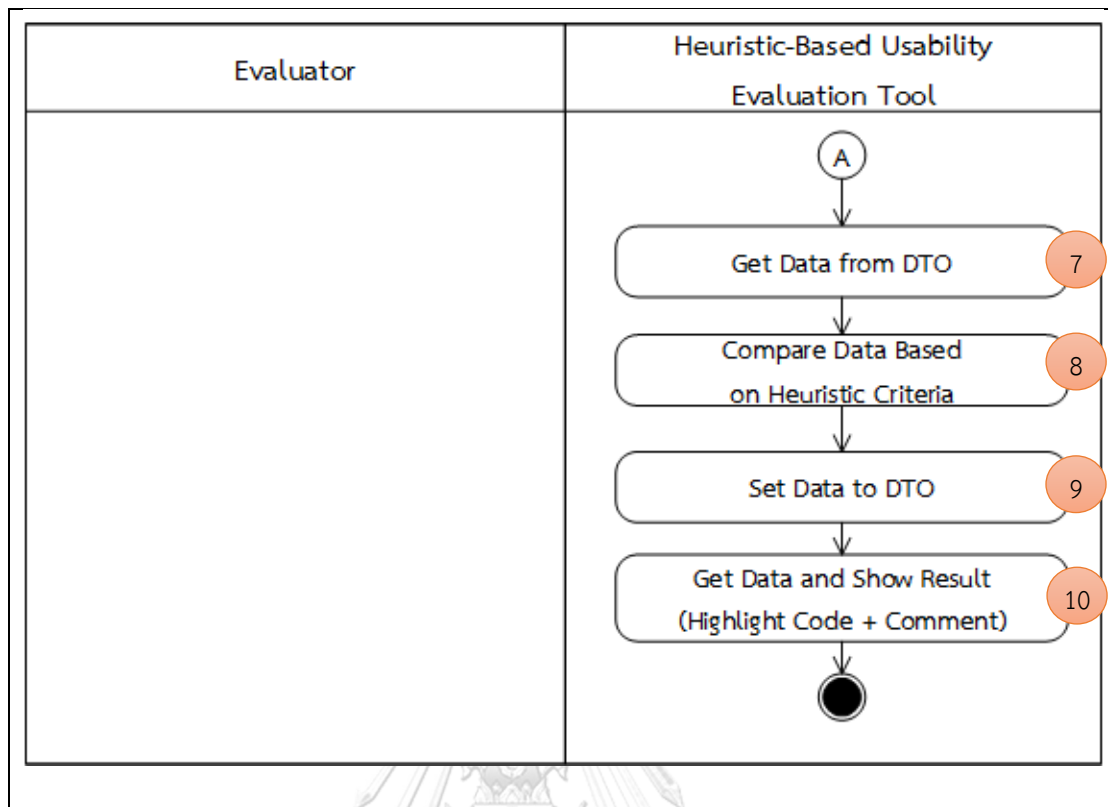 Evaluator
Heuristic-Based Usability
Evaluation Tool
A
Get Data from DTO
7
Compare Data Based
on Heuristic Criteria
8
Set Data to DTO
9
Get Data and Show Result
(Highlight Code + Comment)
10